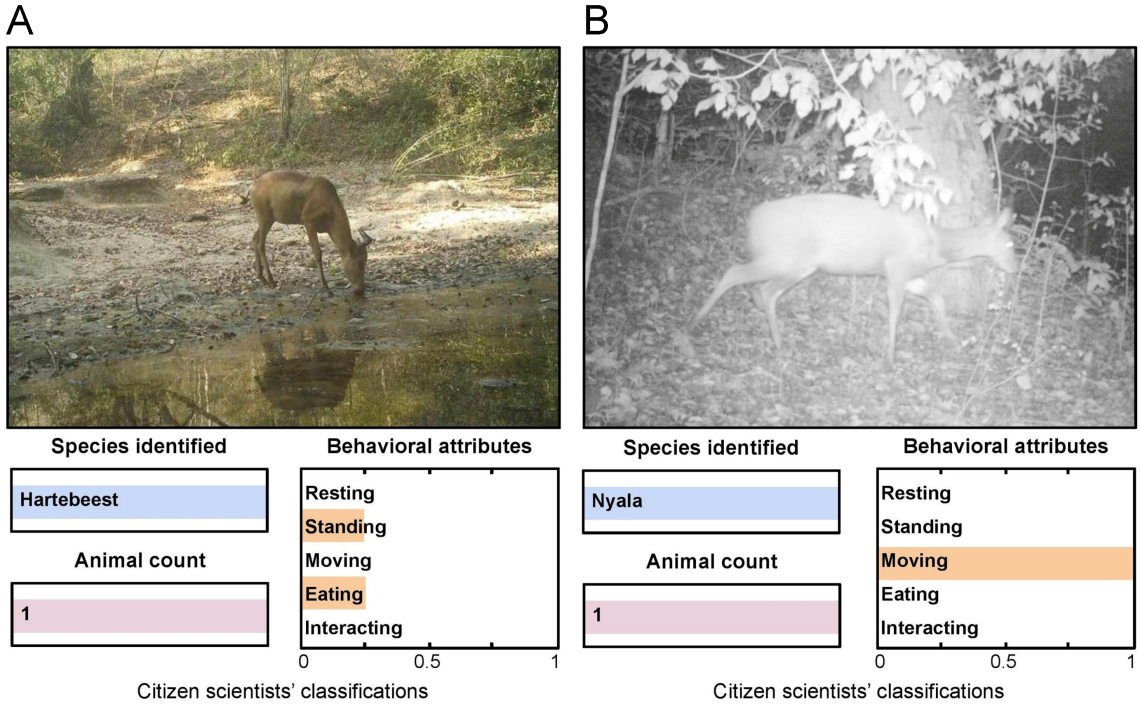 A
B
Species identified
Behavioral attributes
Hartebeest
Resting
Standing
Moving
Eating
Interacting
Animal count
1
0
0.5
1
Citizen scientists’ classifications
Species identified
Behavioral attributes
Nyala
Resting
Standing
Moving
Eating
Interacting
Animal count
1
0
0.5
1
Citizen scientists’ classifications